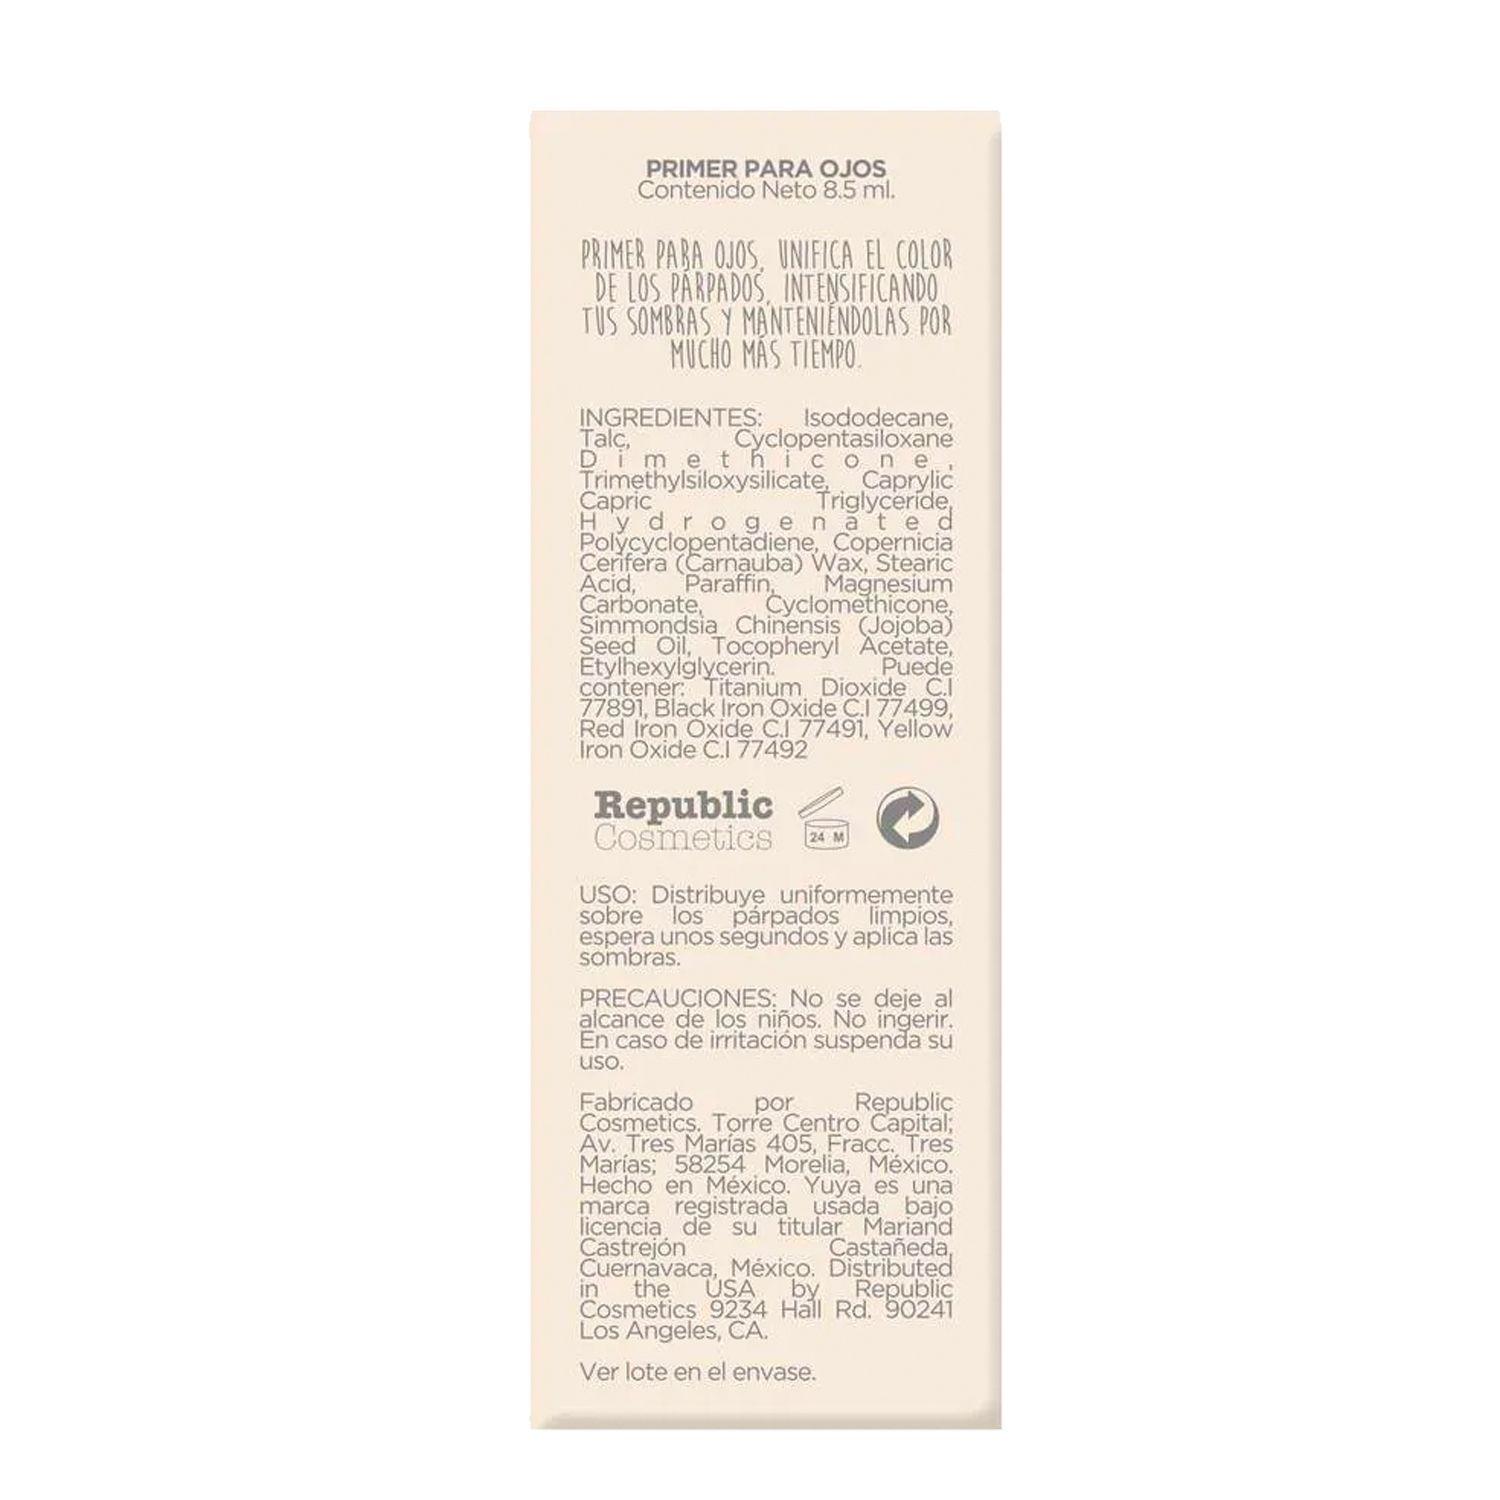 PRIMER PARA OJOS
Contenido Neto 8.5 ml.
PRIMER PARA OJOS, UNIFICA EL COLOR
DE LOS PÁRPADOS, INTENSIFICANDO
TUS SOMBRAS Y MANTENIÉNDOLAS POR
MUCHO MÁS TIEMPO.
INGREDIENTES: Isododecane,
Talc, Cyclopentasiloxane
Dimethicone,
Trimethylsiloxysilicate, Caprylic
Capric Triglyceride,
Hydrogenated
Polycyclopentadiene, Copernicia
Cerifera (Carnauba) Wax, Stearic
Acid, Paraffin, Magnesium
Carbonate, Cyclomethicone,
Simmondsia Chinensis (Jojoba)
Seed Oil, Tocopheryl Acetate,
Etylhexylglycerin. Puede
contener: Titanium Dioxide C.I
77891, Black Iron Oxide C.I 77499,
Red Iron Oxide C.I 77491, Yellow
Iron Oxide C.I 77492
Republic
Cosmetics
24 M
USO: Distribuye uniformemente
sobre los párpados limpios,
espera unos segundos y aplica las
sombras.
PRECAUCIONES: No se deje al
alcance de los niños. No ingerir.
En caso de irritación suspenda su
uso.
Fabricado por Republic
Cosmetics. Torre Centro Capital;
Av. Tres Marías 405, Fracc. Tres
Marías; 58254 Morelia, México.
Hecho en México. Yuya es una
marca registrada usada bajo
licencia de su titular Mariand
Castrejón Castañeda,
Cuernavaca, México. Distributed
in the USA by Republic
Cosmetics 9234 Hall Rd. 90241
Los Angeles, CA.
Ver lote en el envase.